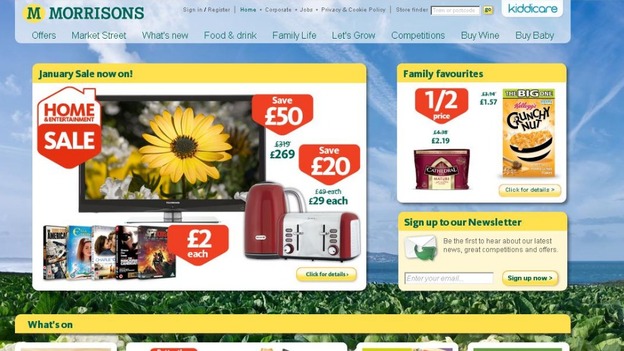 M MORRISONS
Sign in / Register | Home • Corporate • Jobs • Privacy & Cookie Policy | Store finder go
kiddicare
Offers Market Street What's new Food & drink Family Life Let's Grow Competitions Buy Wine Buy Baby
January Sale now on!
HOME
& ENTERTAINMENT
SALE
Save
£50
£319
£269
Save
£20
£49 each
£29 each
£2
each
Click for details >
Family favourites
1/2
price
£3.14
£1.57
£4.38
£2.19
CATHEDRAL
MATURE
THE BIG ONE
Kellogg's
CRUNCHY
NUT
Click for details >
Sign up to our Newsletter
Be the first to hear about our latest
news, great competitions and offers.
Enter your email...
Sign up now >
What's on